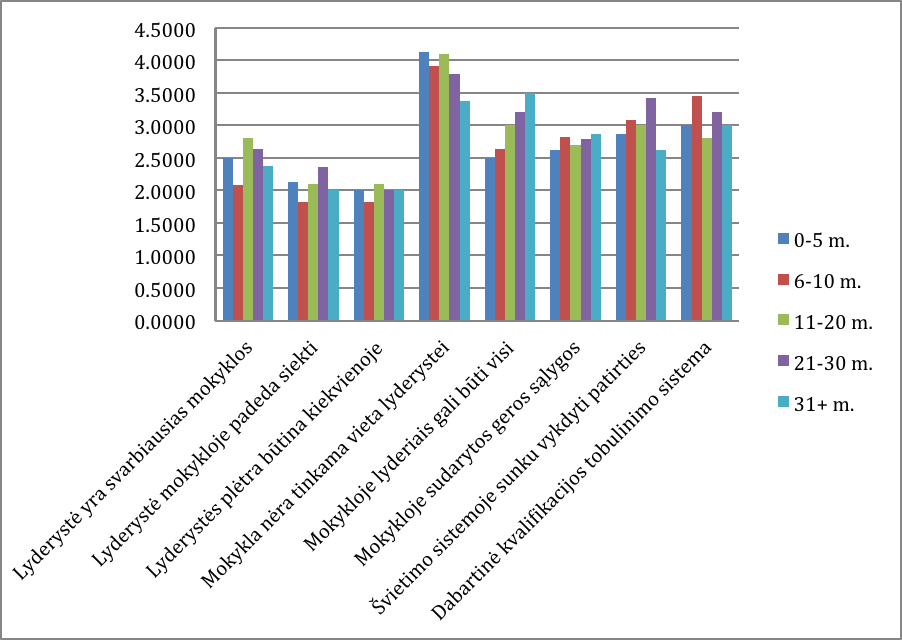 4.5000
4.0000
3.5000
3.0000
2.5000
2.0000
1.5000
1.0000
0.5000
0.0000
Lyderystė yra svarbiausias mokyklos
Lyderystė mokykloje padeda siekti
Lyderystės plėtra būtina kiekvienoje
Mokykla nėra tinkama vieta lyderystei
Mokykloje lyderiais gali būti visi
Mokykloje sudarytos geros sąlygos
Švietimo sistemoje sunku vykdyti patirties
Dabartinė kvalifikacijos tobulinimo sistema
0-5 m.
6-10 m.
11-20 m.
21-30 m.
31+ m.